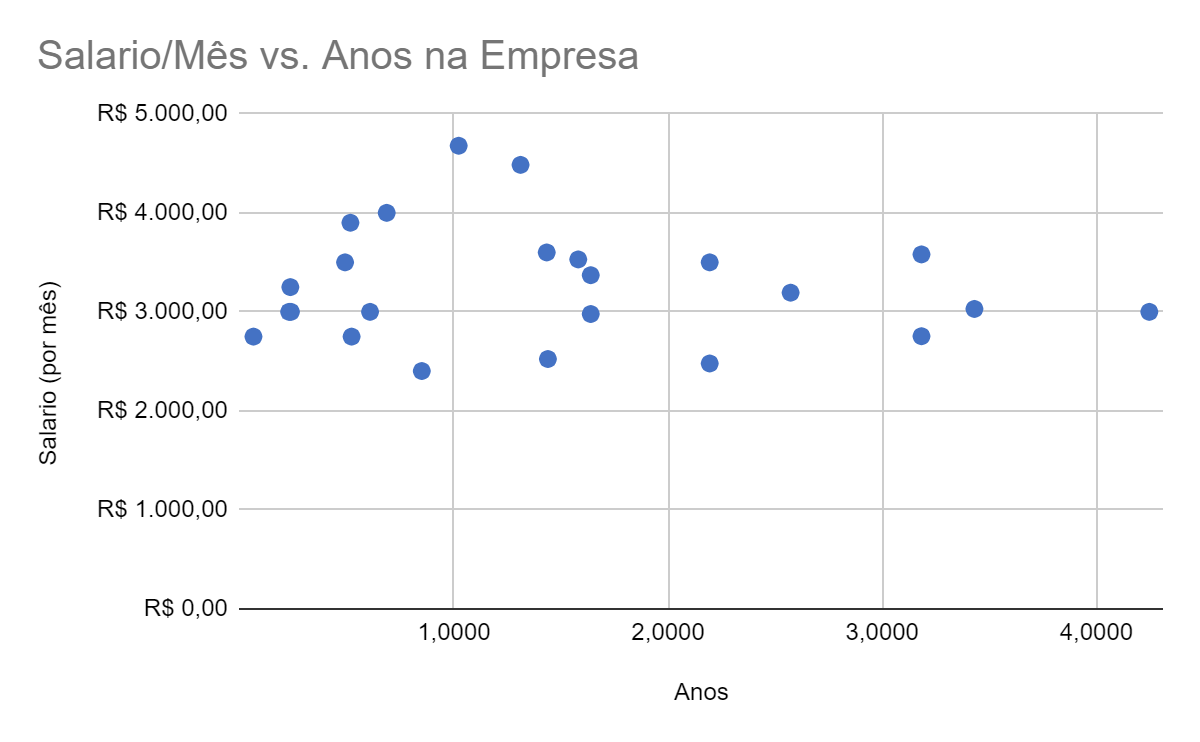 Salario/Mês vs. Anos na Empresa
R$ 5.000,00
R$ 4.000,00
R$ 3.000,00
R$ 2.000,00
R$ 1.000,00
R$ 0,00
Salario (por mês)
1,0000
2,0000
3,0000
4,0000
Anos